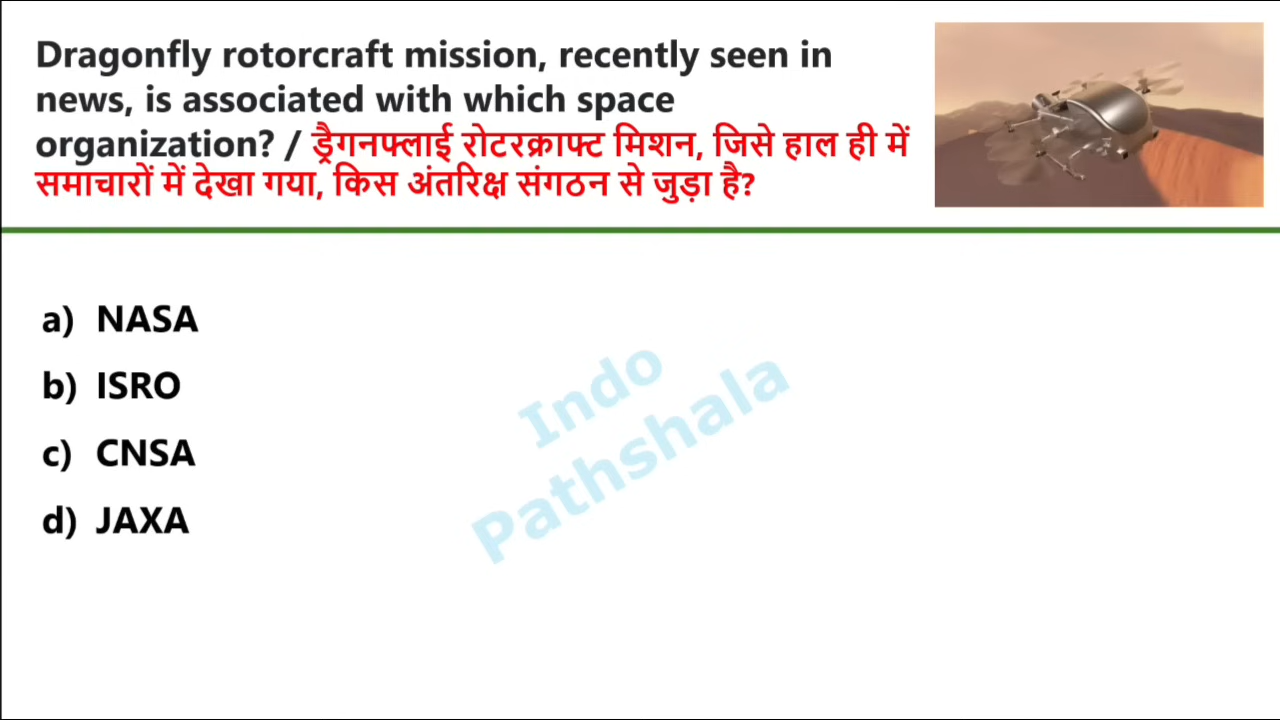 Dragonfly rotorcraft mission, recently seen in
news, is associated with which space
organization? / ड्रैगनफ्लाई रोटरक्राफ्ट मिशन, जिसे हाल ही में
समाचारों में देखा गया, किस अंतरिक्ष संगठन से जुड़ा है?
a) NASA
b) ISRO
c) CNSA
d) JAXA
Indo
Pathshala